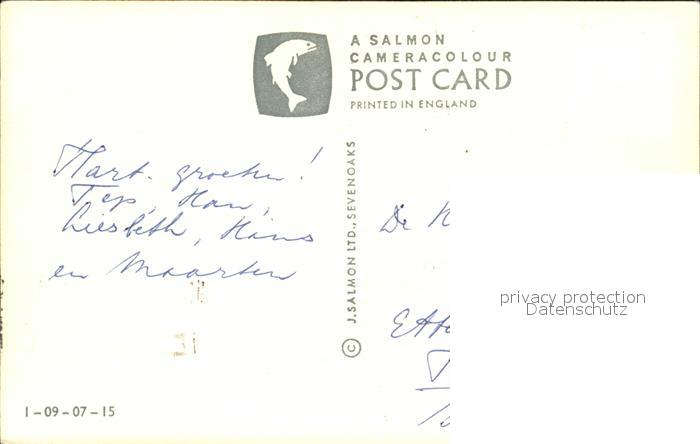 A SALMON
CAMERACOLOUR
POST CARD
PRINTED IN ENGLAND
Hart. groeten!
Han,
Liesbeth, Hans
en Maarten
© J. SALMON LTD., SEVENOAKS
De
privacy protection
Datenschutz
1-09-07-15